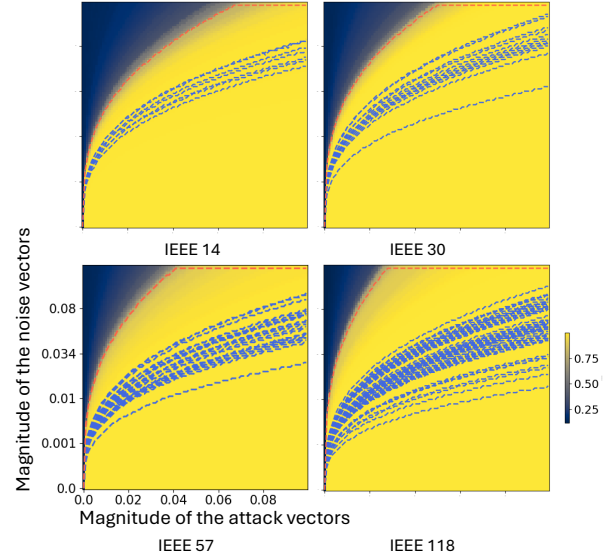 IEEE 14
IEEE 30
Magnitude of the noise vectors
0.08
0.034
0.01
0.001
0.0
0.0 0.02 0.04 0.06 0.08
Magnitude of the attack vectors
0.75
0.50
0.25
IEEE 57
IEEE 118